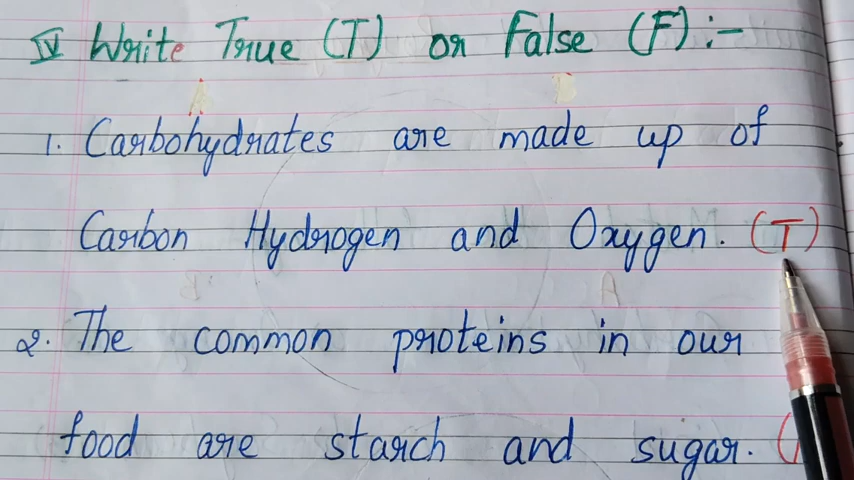 IV Write True (T) or False (F) :-
1. Carbohydrates are made up of
Carbon Hydrogen and Oxygen. (T)
2. The common proteins in our
food are starch and sugar. (